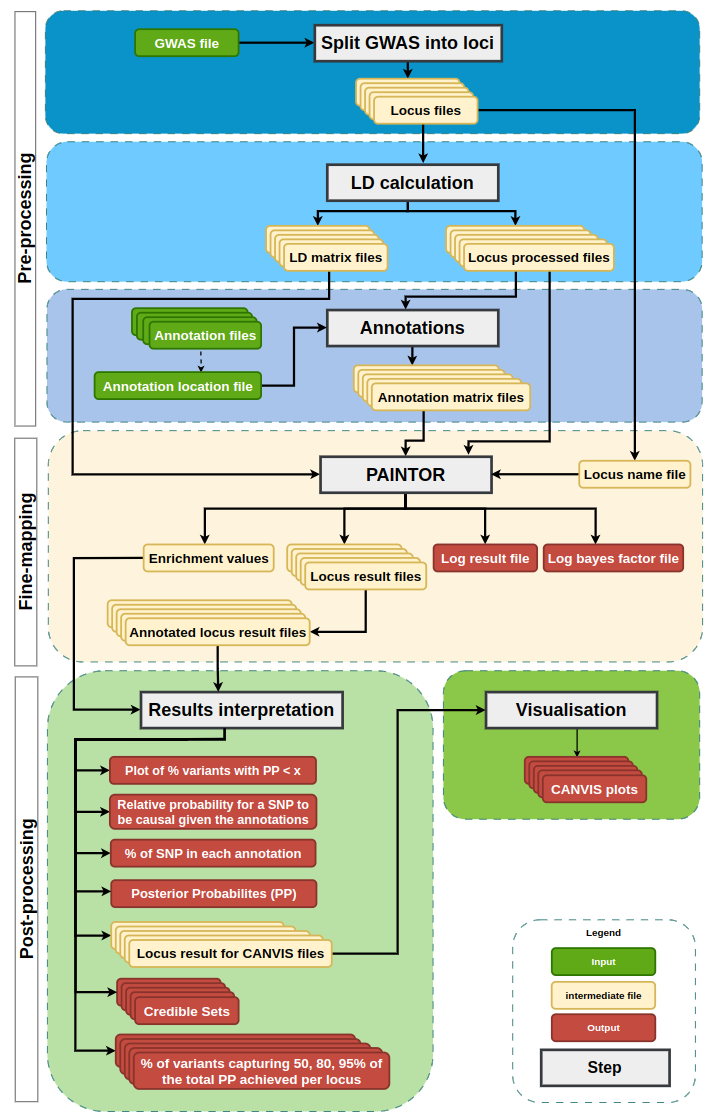 Pre-processing
GWAS file
Split GWAS into loci
Locus files
LD calculation
LD matrix files
Locus processed files
Annotation files
Annotations
Annotation location file
Annotation matrix files
Fine-mapping
PAINTOR
Locus name file
Enrichment values
Locus result files
Log result file
Log bayes factor file
Annotated locus result files
Post-processing
Results interpretation
Visualisation
Plot of % variants with PP < x
CANVIS plots
Relative probability for a SNP to
be causal given the annotations
% of SNP in each annotation
Posterior Probabilites (PP)
Locus result for CANVIS files
Credible Sets
% of variants capturing 50, 80, 95% of
the total PP achieved per locus
Legend
Input
intermediate file
Output
Step